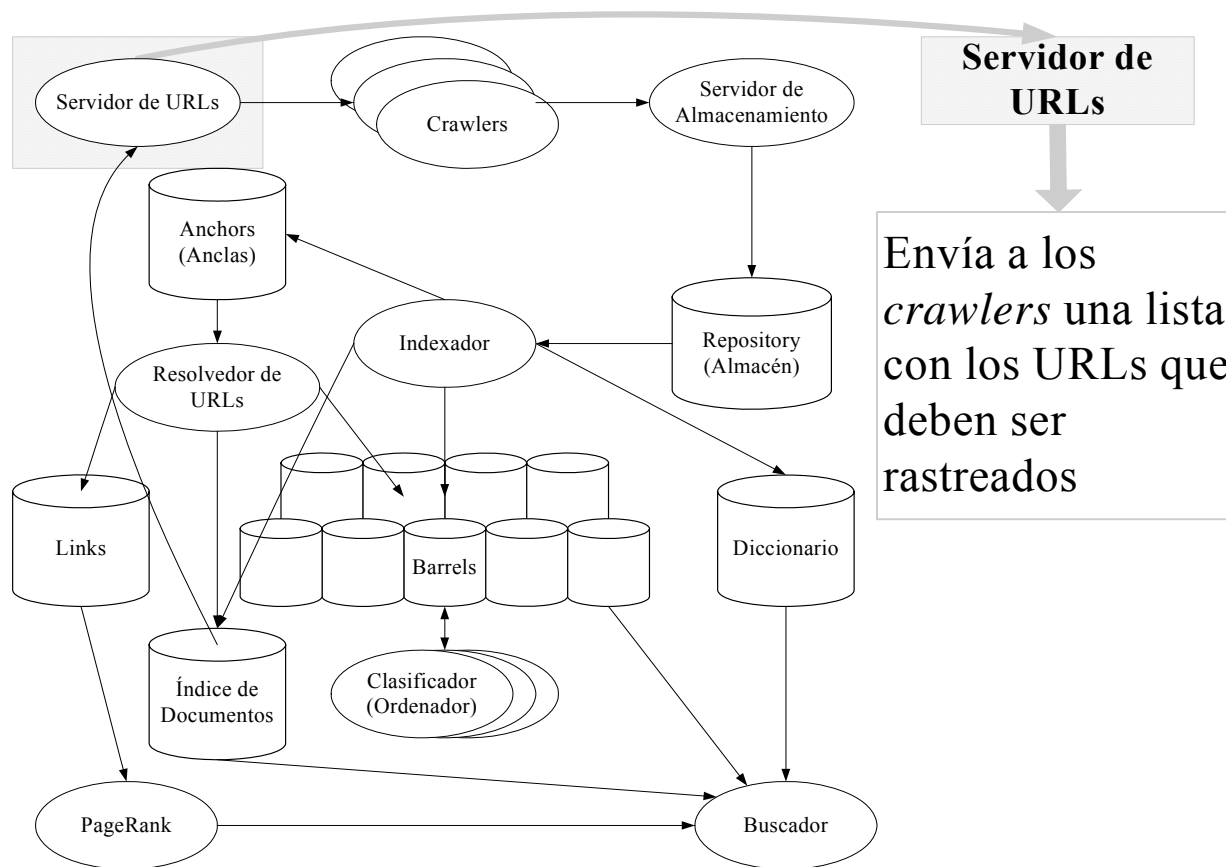 Servidor de URLs
Crawlers
Servidor de
Almacenamiento
Servidor de
URLs
Anchors
(Anclas)
Envía a los
crawlers una lista
con los URLs que
deben ser
rastreados
Indexador
Repository
(Almacén)
Resolvedor de
URLs
Links
Barrels
Diccionario
Índice de
Documentos
Clasificador
(Ordenador)
PageRank
Buscador